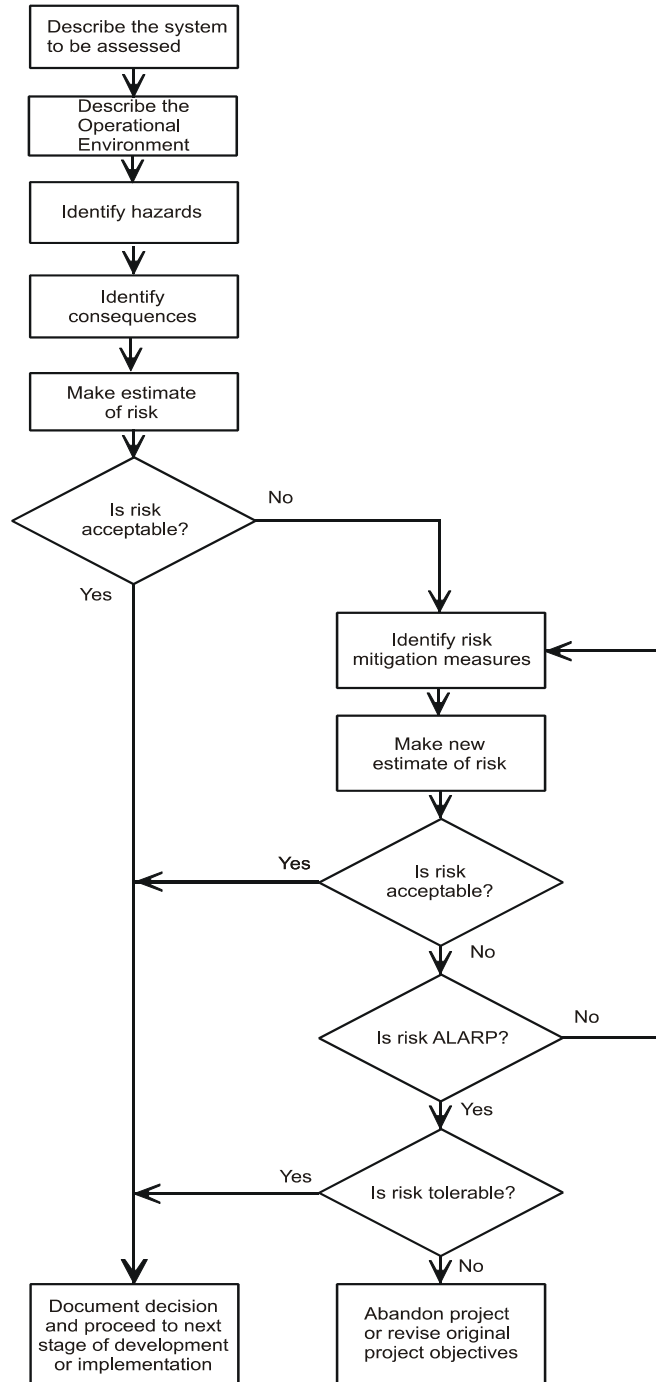 Describe the system
to be assessed
Describe the
Operational
Environment
Identify hazards
Identify
consequences
Make estimate
of risk
Is risk
acceptable?
No
Yes
Identify risk
mitigation measures
Make new
estimate of risk
Is risk
acceptable?
Yes
No
Is risk ALARP?
No
Yes
Is risk tolerable?
Yes
No
Document decision
and proceed to next
stage of development
or implementation
Abandon project
or revise original
project objectives